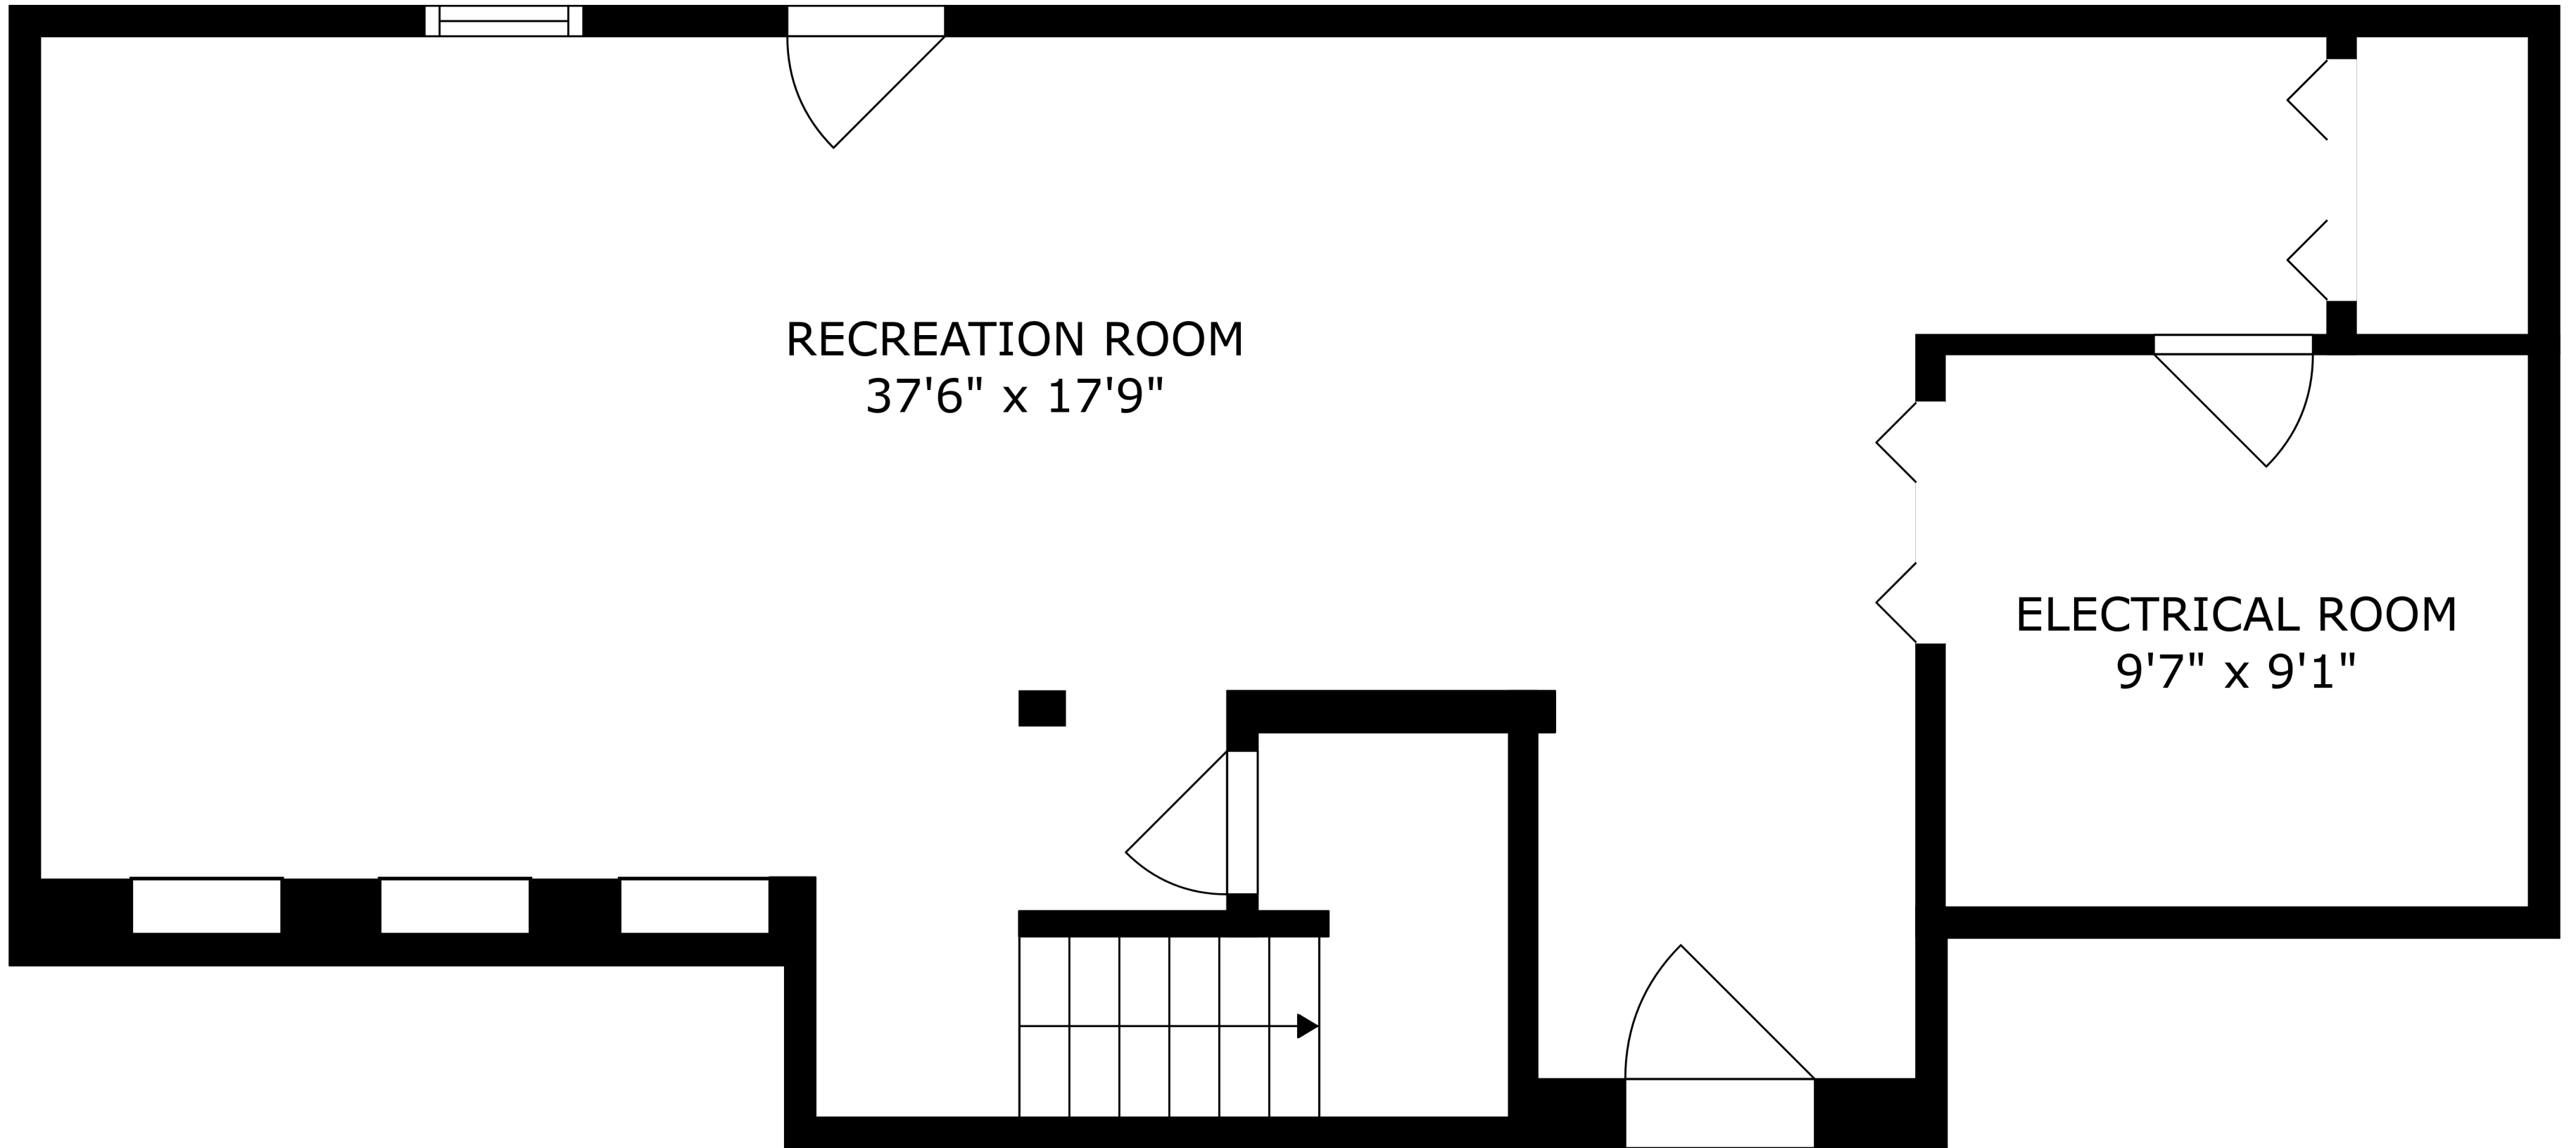 RECREATION ROOM
37'6" x 17'9"
ELECTRICAL ROOM
9'7" x 9'1"